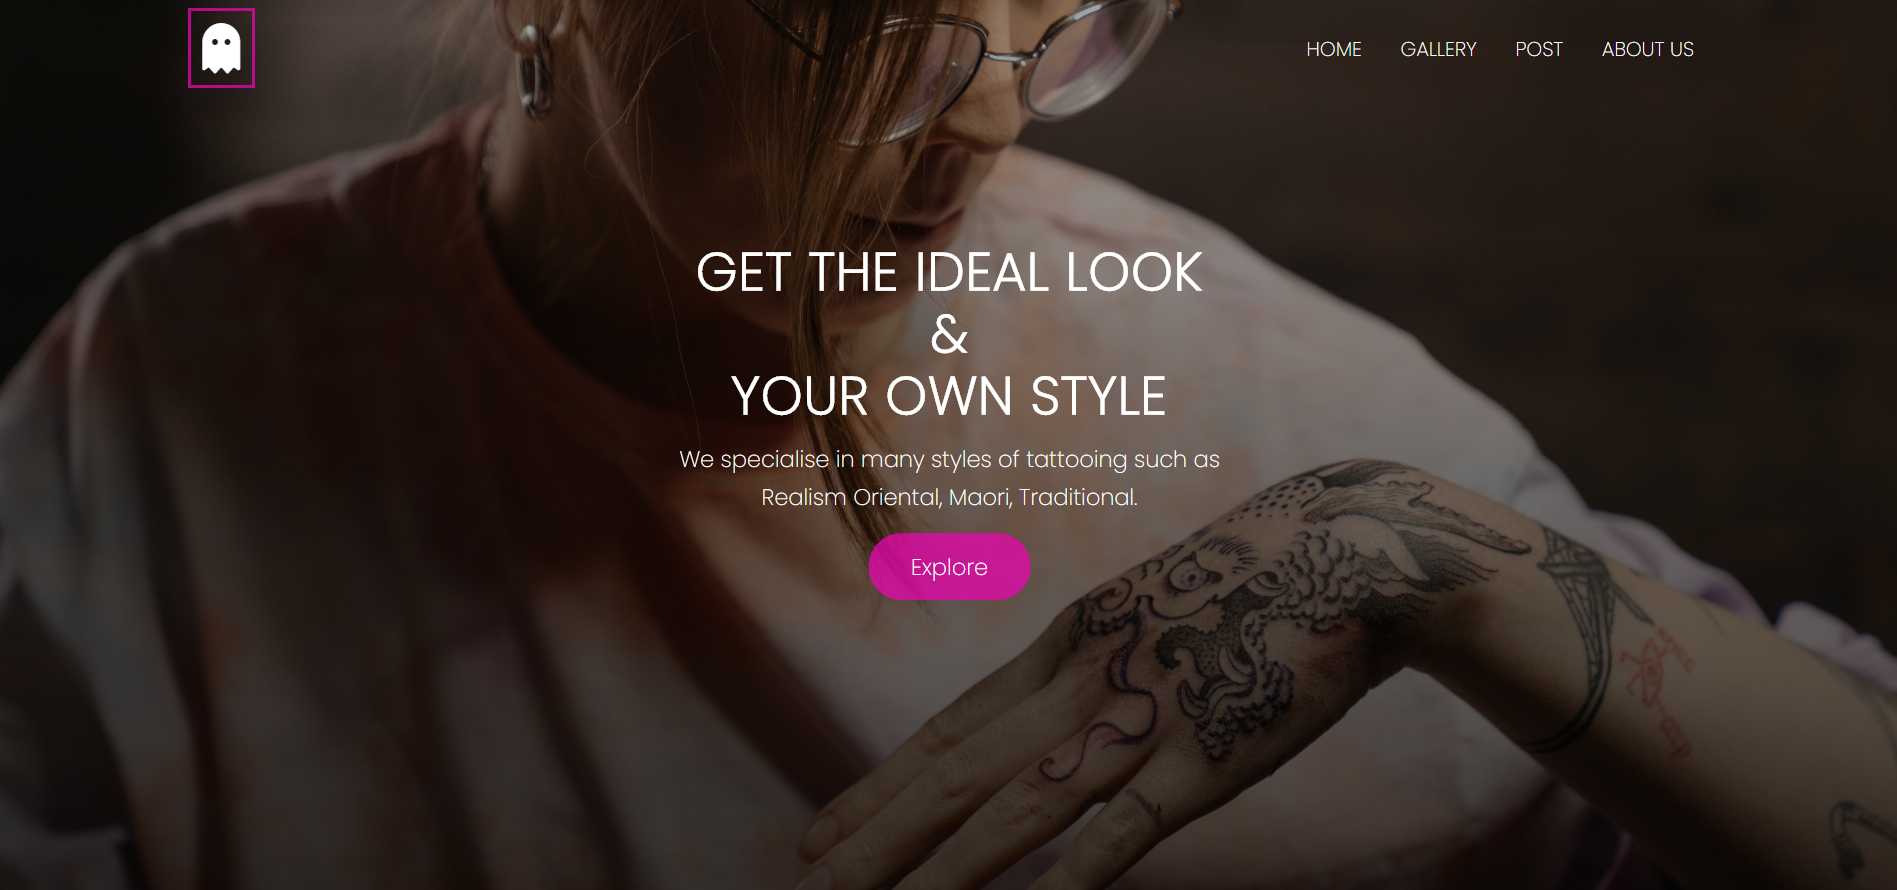 HOME GALLERY POST ABOUT US
GET THE IDEAL LOOK
&
YOUR OWN STYLE
We specialise in many styles of tattooing such as
Realism Oriental, Maori, Traditional.
Explore